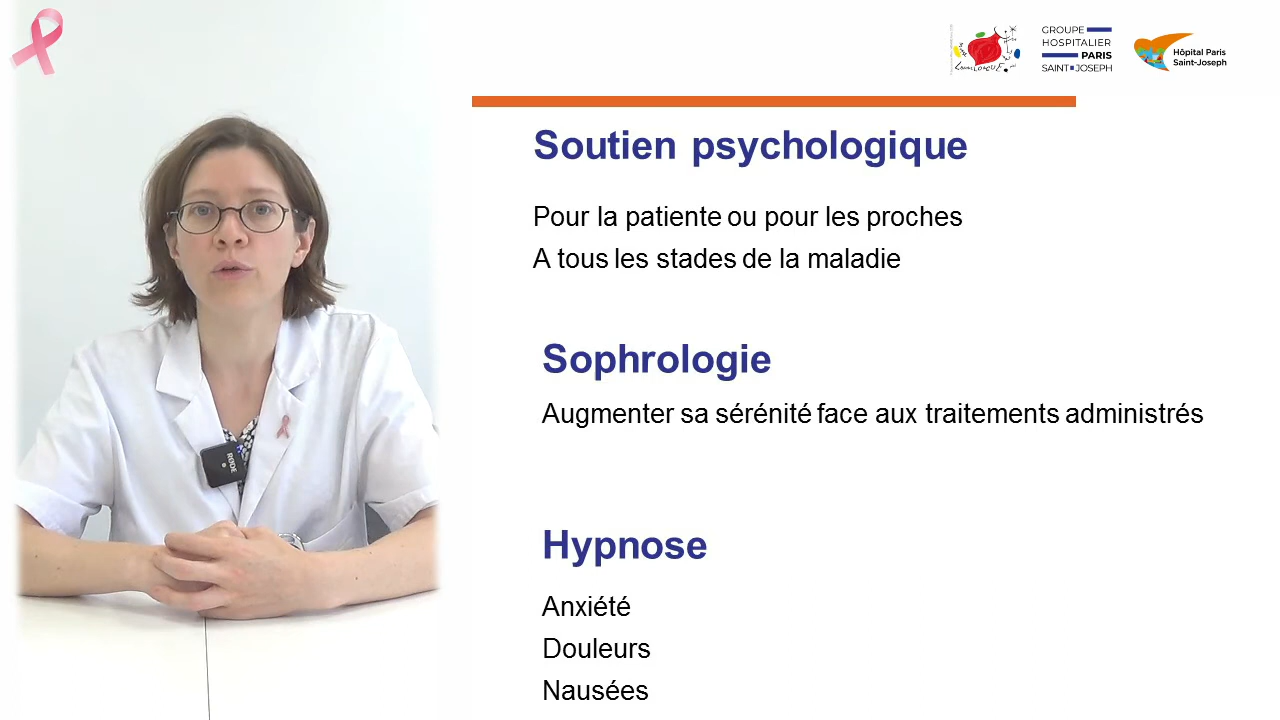 GROUPE
HOSPITALIER
PARIS
SAINT JOSEPH
Hôpital Paris
Saint-Joseph
Soutien psychologique
Pour la patiente ou pour les proches
A tous les stades de la maladie
Sophrologie
Augmenter sa sérénité face aux traitements administrés
Hypnose
Anxiété
Douleurs
Nausées
RØDE